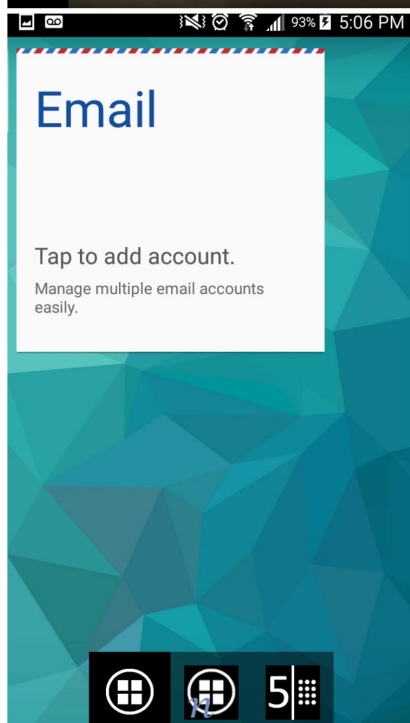 93% 5:06 PM
Email
Tap to add account.
Manage multiple email accounts
easily.
n
5